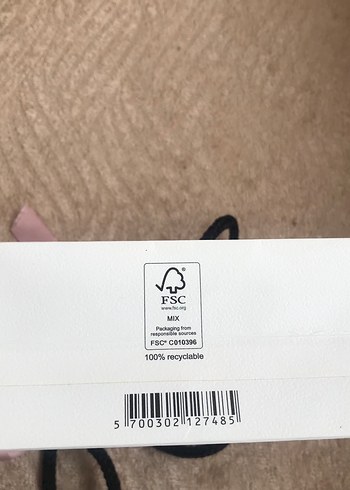 ®
FSC
www.fsc.org
MIX
Packaging from
responsible sources
FSC® C010396
100% recyclable
5 700302 127485